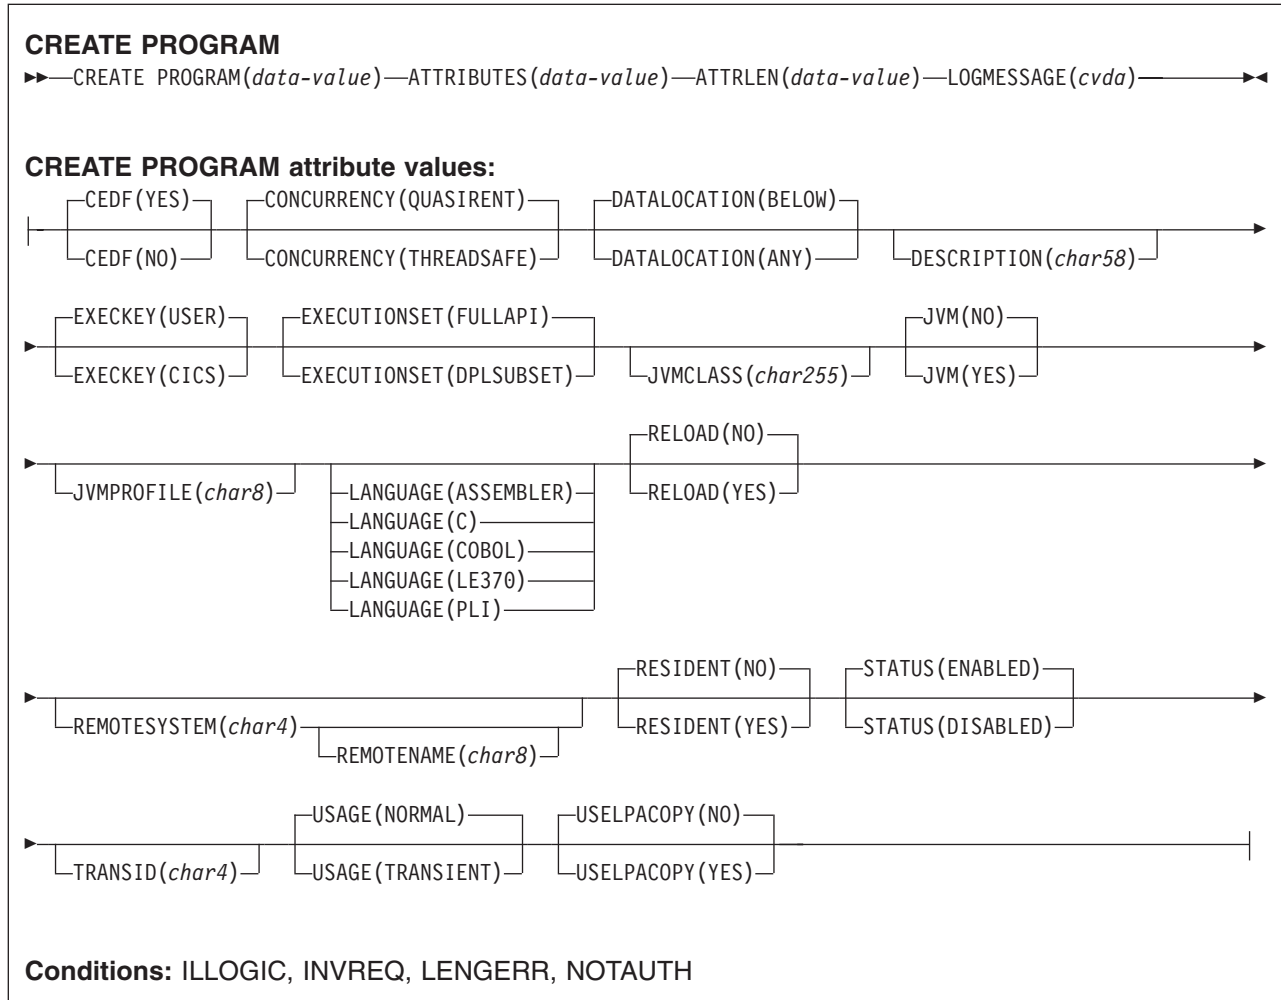 CREATE PROGRAM
CREATE PROGRAM(data-value) ATTRIBUTES(data-value) ATTRLEN(data-value) LOGMESSAGE(cvda)
CREATE PROGRAM attribute values:
CEDF(YES) CONCURRENCY(QUASIRENT) DATALOCATION(BELOW)
CEDF(NO) CONCURRENCY(THREADSAFE) DATALOCATION(ANY) DESCRIPTION(char58)
EXECKEY(USER) EXECUTIONSET(FULLAPI) JVM(NO)
EXECKEY(CICS) EXECUTIONSET(DPLSUBSET) JVMCLASS(char255) JVM(YES)
RELOAD(NO)
JVMPROFILE(char8) LANGUAGE(ASSEMBLER) RELOAD(YES)
LANGUAGE(C)
LANGUAGE(COBOL)
LANGUAGE(LE370)
LANGUAGE(PLI)
RESIDENT(NO) STATUS(ENABLED)
REMOTESYSTEM(char4) RESIDENT(YES) STATUS(DISABLED)
REMOTENAME(char8)
USAGE(NORMAL) USELPACOPY(NO)
TRANSID(char4) USAGE(TRANSIENT) USELPACOPY(YES)
Conditions: ILLOGIC, INVREQ, LENGERR, NOTAUTH